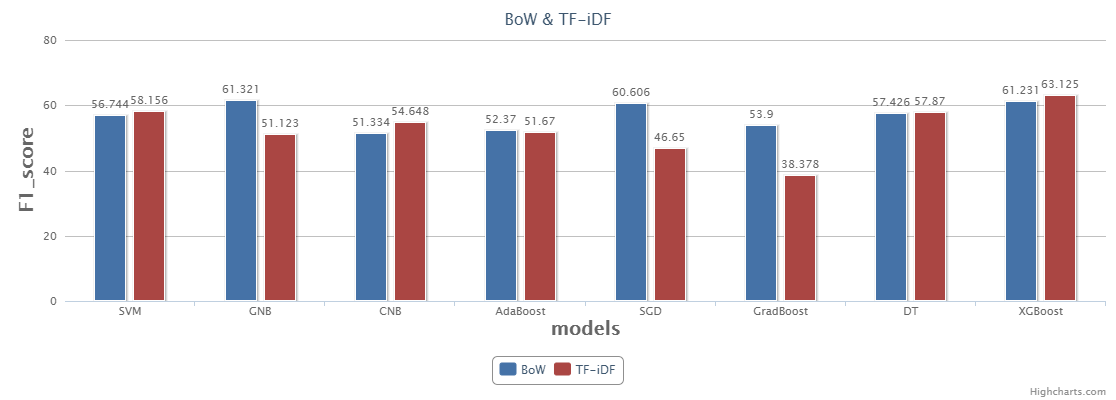 BoW & TF-iDF
80
60
40
20
0
F1_score
56.744 58.156
61.321 51.123
51.334 54.648
52.37 51.67
60.606 46.65
53.9 38.378
57.426 57.87
61.231 63.125
SVM GNB CNB AdaBoost SGD GradBoost DT XGBoost
models
BoW TF-iDF
Highcharts.com